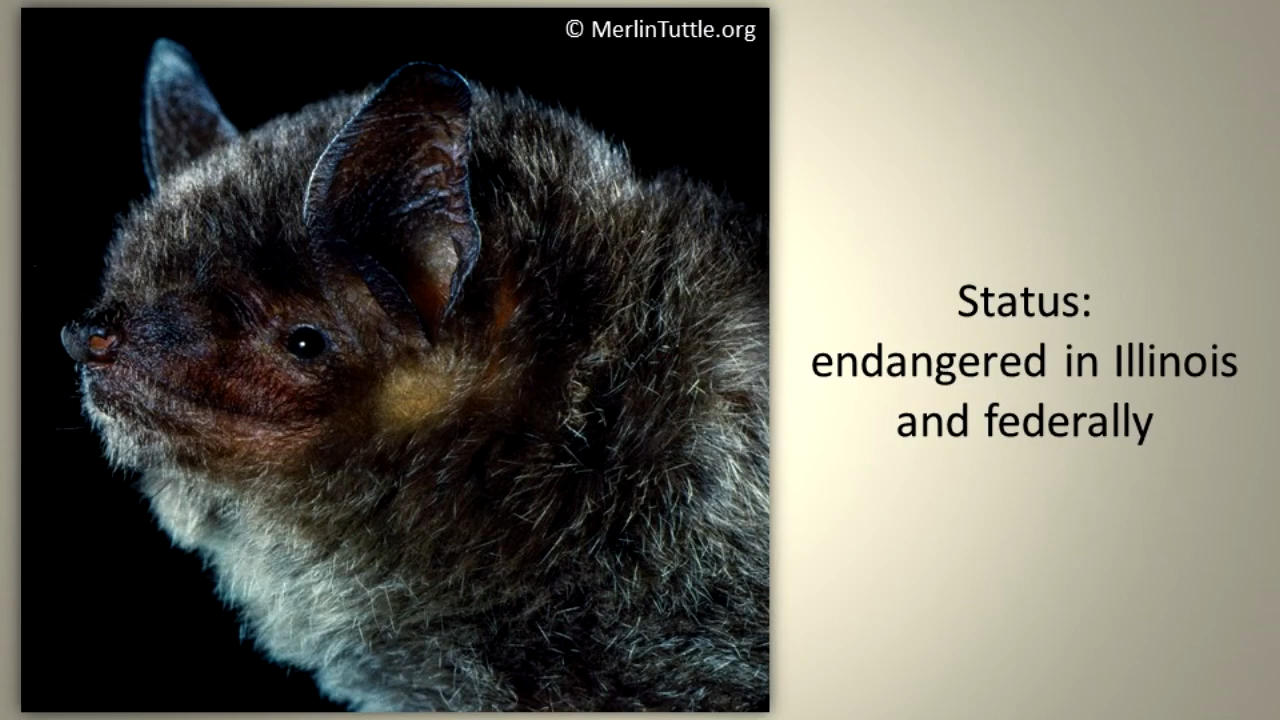 © MerlinTuttle.org
Status:
endangered in Illinois
and federally